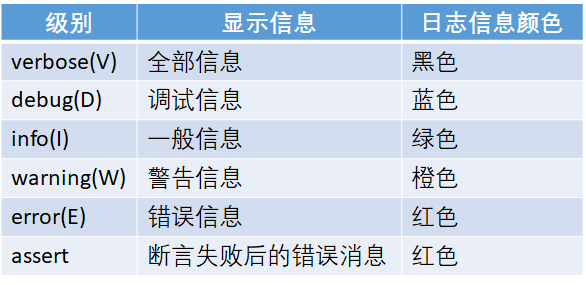 级别 显示信息 日志信息颜色
verbose(V) 全部信息 黑色
debug(D) 调试信息 蓝色
info(I) 一般信息 绿色
warning(W) 警告信息 橙色
error(E) 错误信息 红色
assert 断言失败后的错误消息 红色